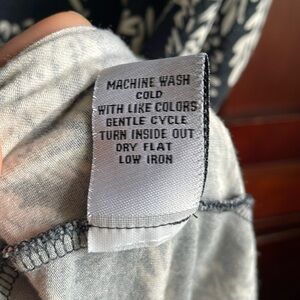 MACHINE WASH
COLD
WITH LIKE COLORS
GENTLE CYCLE
TURN INSIDE OUT
DRY FLAT
LOW IRON